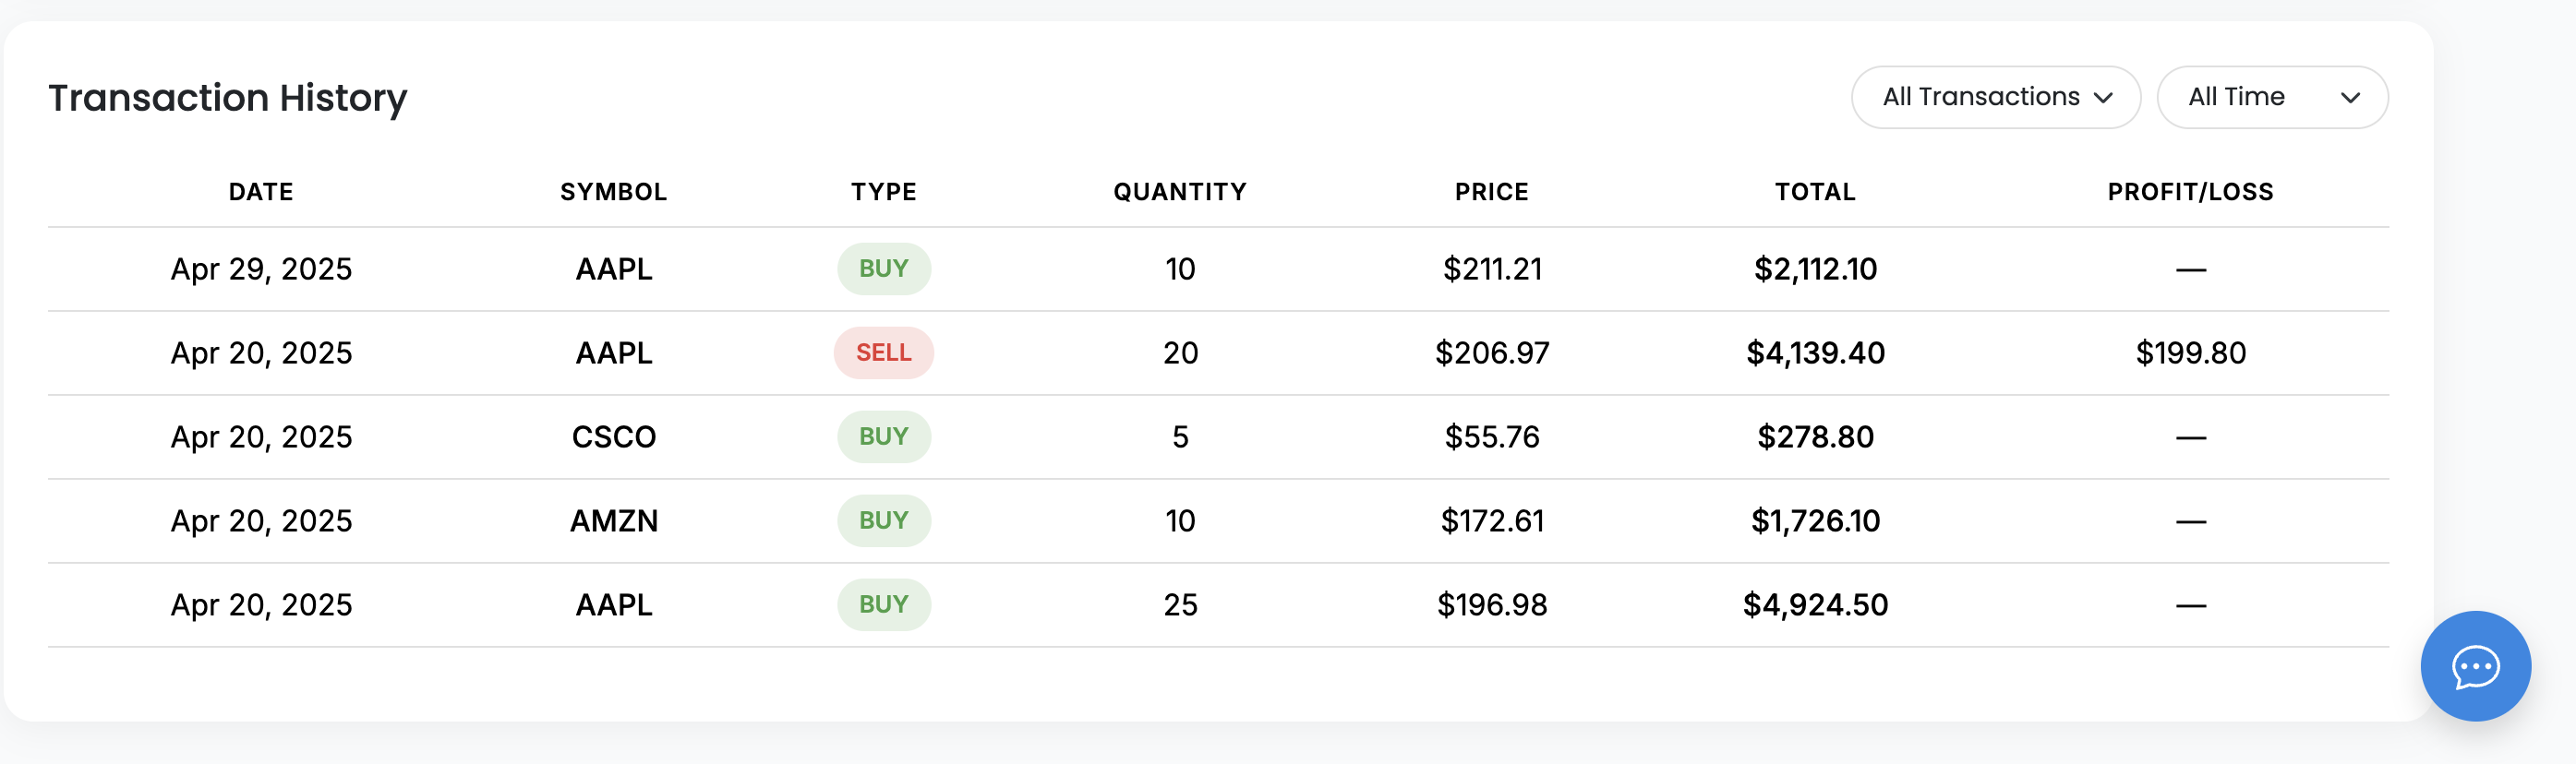 Transaction History All Transactions All Time
DATE SYMBOL TYPE QUANTITY PRICE TOTAL PROFIT/LOSS
Apr 29, 2025 AAPL BUY 10 $211.21 $2,112.10 —
Apr 20, 2025 AAPL SELL 20 $206.97 $4,139.40 $199.80
Apr 20, 2025 CSCO BUY 5 $55.76 $278.80 —
Apr 20, 2025 AMZN BUY 10 $172.61 $1,726.10 —
Apr 20, 2025 AAPL BUY 25 $196.98 $4,924.50 —